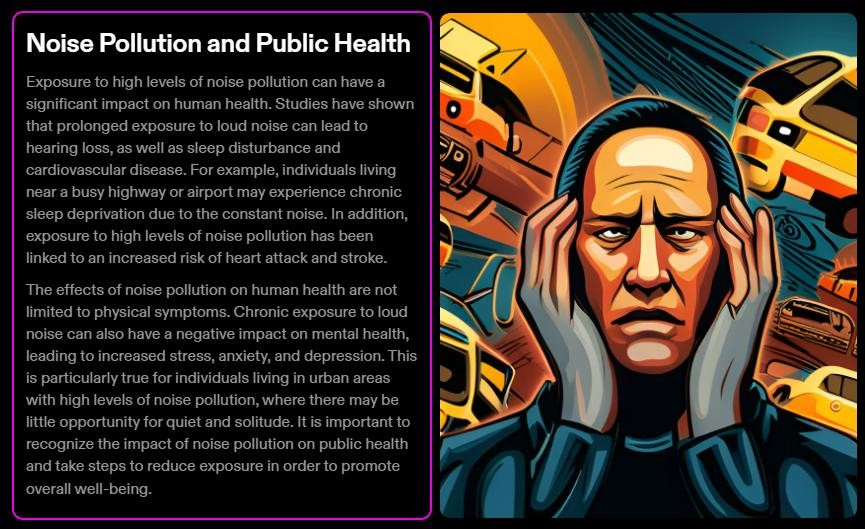 Noise Pollution and Public Health
Exposure to high levels of noise pollution can have a
significant impact on human health. Studies have shown
that prolonged exposure to loud noise can lead to
hearing loss, as well as sleep disturbance and
cardiovascular disease. For example, individuals living
near a busy highway or airport may experience chronic
sleep deprivation due to the constant noise. In addition,
exposure to high levels of noise pollution has been
linked to an increased risk of heart attack and stroke.
The effects of noise pollution on human health are not
limited to physical symptoms. Chronic exposure to loud
noise can also have a negative impact on mental health,
leading to increased stress, anxiety, and depression. This
is particularly true for individuals living in urban areas
with high levels of noise pollution, where there may be
little opportunity for quiet and solitude. It is important to
recognize the impact of noise pollution on public health
and take steps to reduce exposure in order to promote
overall well-being.